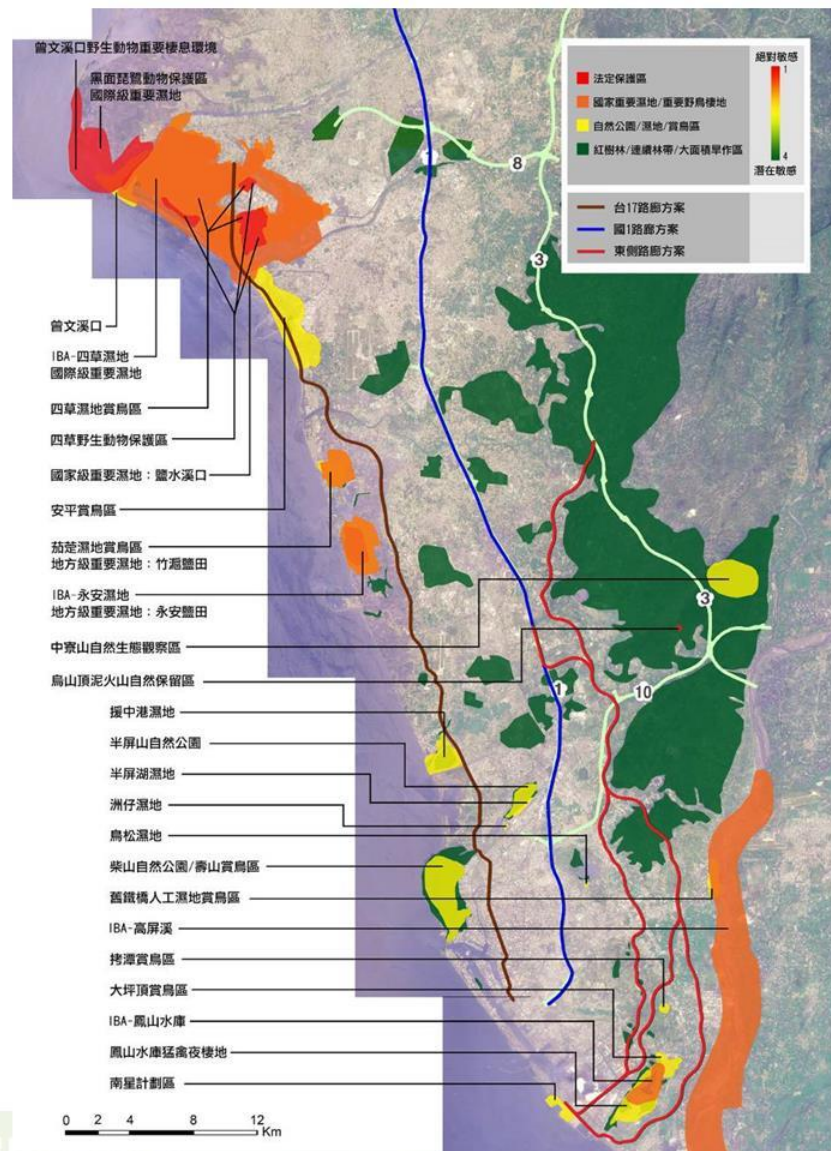 曾文溪口野生動物重要棲息環境
黑面琵鷺動物保護區
國際級重要濕地
曾文溪口
IBA-四草濕地
國際級重要濕地
四草濕地賞鳥區
四草野生動物保護區
國家級重要濕地：鹽水溪口
安平賞鳥區
茄萣濕地賞鳥區
地方級重要濕地：竹滬鹽田
IBA-永安濕地
地方級重要濕地：永安鹽田
中寮山自然生態觀察區
烏山頂泥火山自然保留區
援中港濕地
半屏山自然公園
半屏湖濕地
洲仔濕地
鳥松濕地
柴山自然公園/壽山賞鳥區
舊鐵橋人工濕地賞鳥區
IBA-高屏溪
拷潭賞鳥區
大坪頂賞鳥區
IBA-鳳山水庫
鳳山水庫猛禽夜棲地
南星計劃區
0 2 4 6 8 12
Km
法定保護區
國家重要濕地/重要野鳥棲地
自然公園/濕地/賞鳥區
紅樹林/連續林帶/大面積旱作區
絕對敏感
1
4
潛在敏感
台17路廊方案
國1路廊方案
東側路廊方案
1
8
3
3
10
1